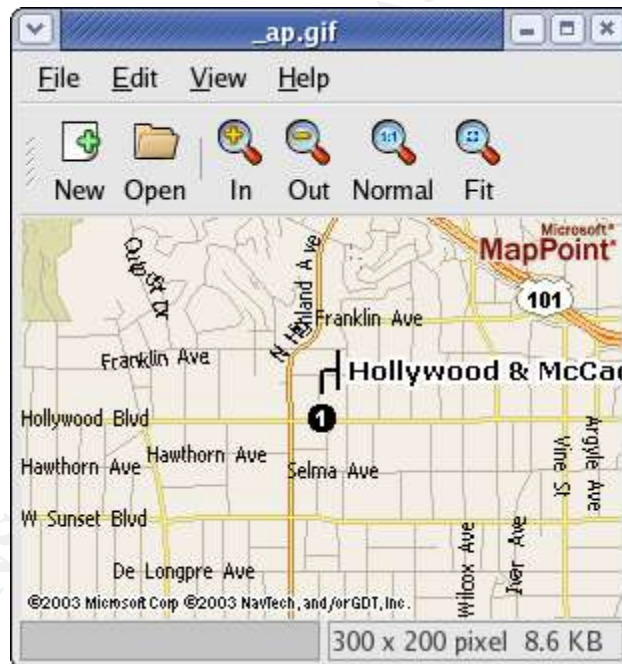 _ap.gif
File Edit View Help
New Open In Out Normal Fit
Microsoft®
MapPoint®
101
Quip St Dr
N Highland Ave
Franklin Ave
Franklin Ave
Hollywood & McCad
1
Hollywood Blvd
Hawthorn Ave
Hawthorn Ave
Selma Ave
Vine St
Argyle Ave
W Sunset Blvd
Wilcox Ave
Ivar Ave
De Longpre Ave
©2003 Microsoft Corp ©2003 NavTech, and/or GDT, Inc.
300 x 200 pixel 8.6 KB